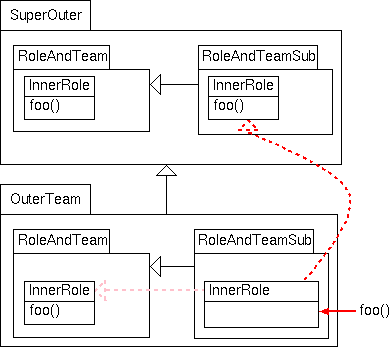 SuperOuter
RoleAndTeam
RoleAndTeamSub
InnerRole
InnerRole
foo()
foo()
OuterTeam
RoleAndTeam
RoleAndTeamSub
InnerRole
InnerRole
foo()
foo()